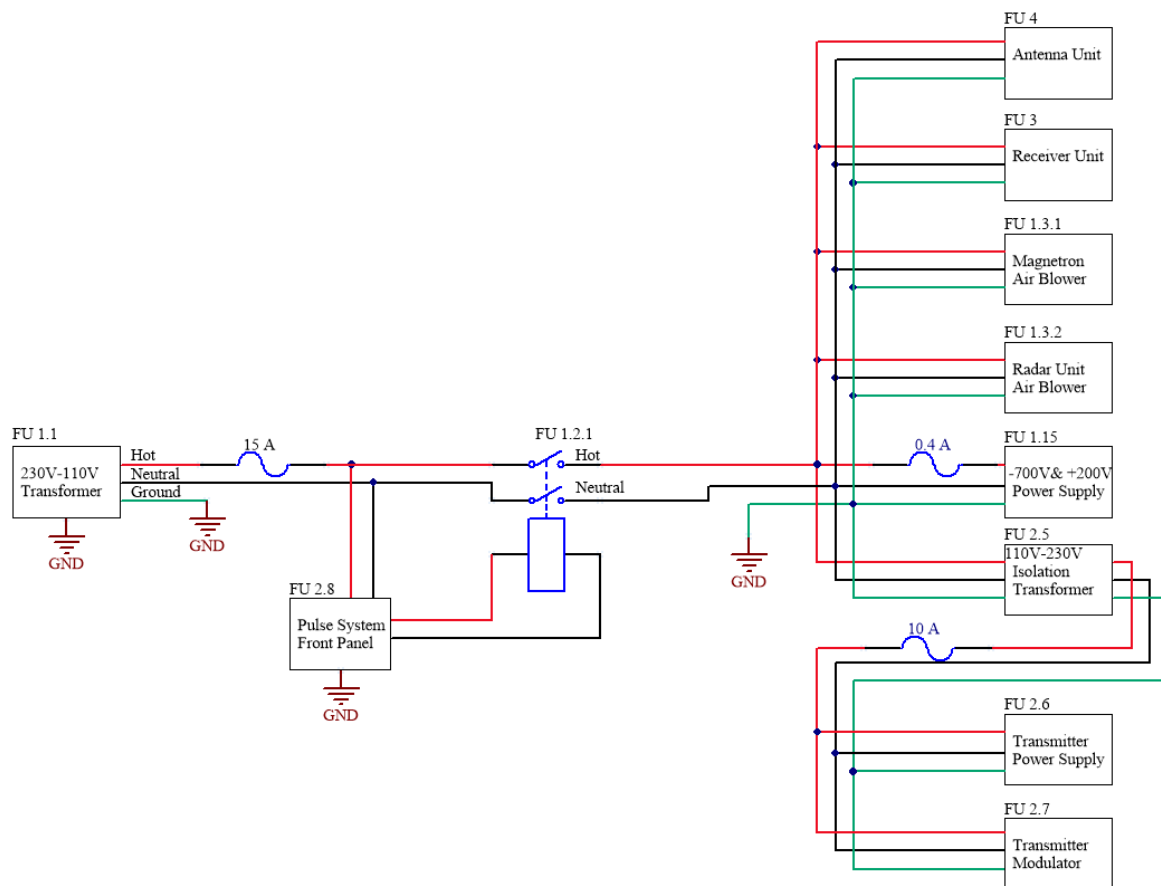 FU 4
Antenna Unit
FU 3
Receiver Unit
FU 1.3.1
Magnetron
Air Blower
FU 1.3.2
Radar Unit
Air Blower
FU 1.1
230V-110V
Transformer
Hot
Neutral
Ground
GND
GND
15 A
FU 1.2.1
Hot
Neutral
FU 2.8
Pulse System
Front Panel
GND
GND
0.4 A
FU 1.15
-700V& +200V
Power Supply
FU 2.5
110V-230V
Isolation
Transformer
10 A
FU 2.6
Transmitter
Power Supply
FU 2.7
Transmitter
Modulator